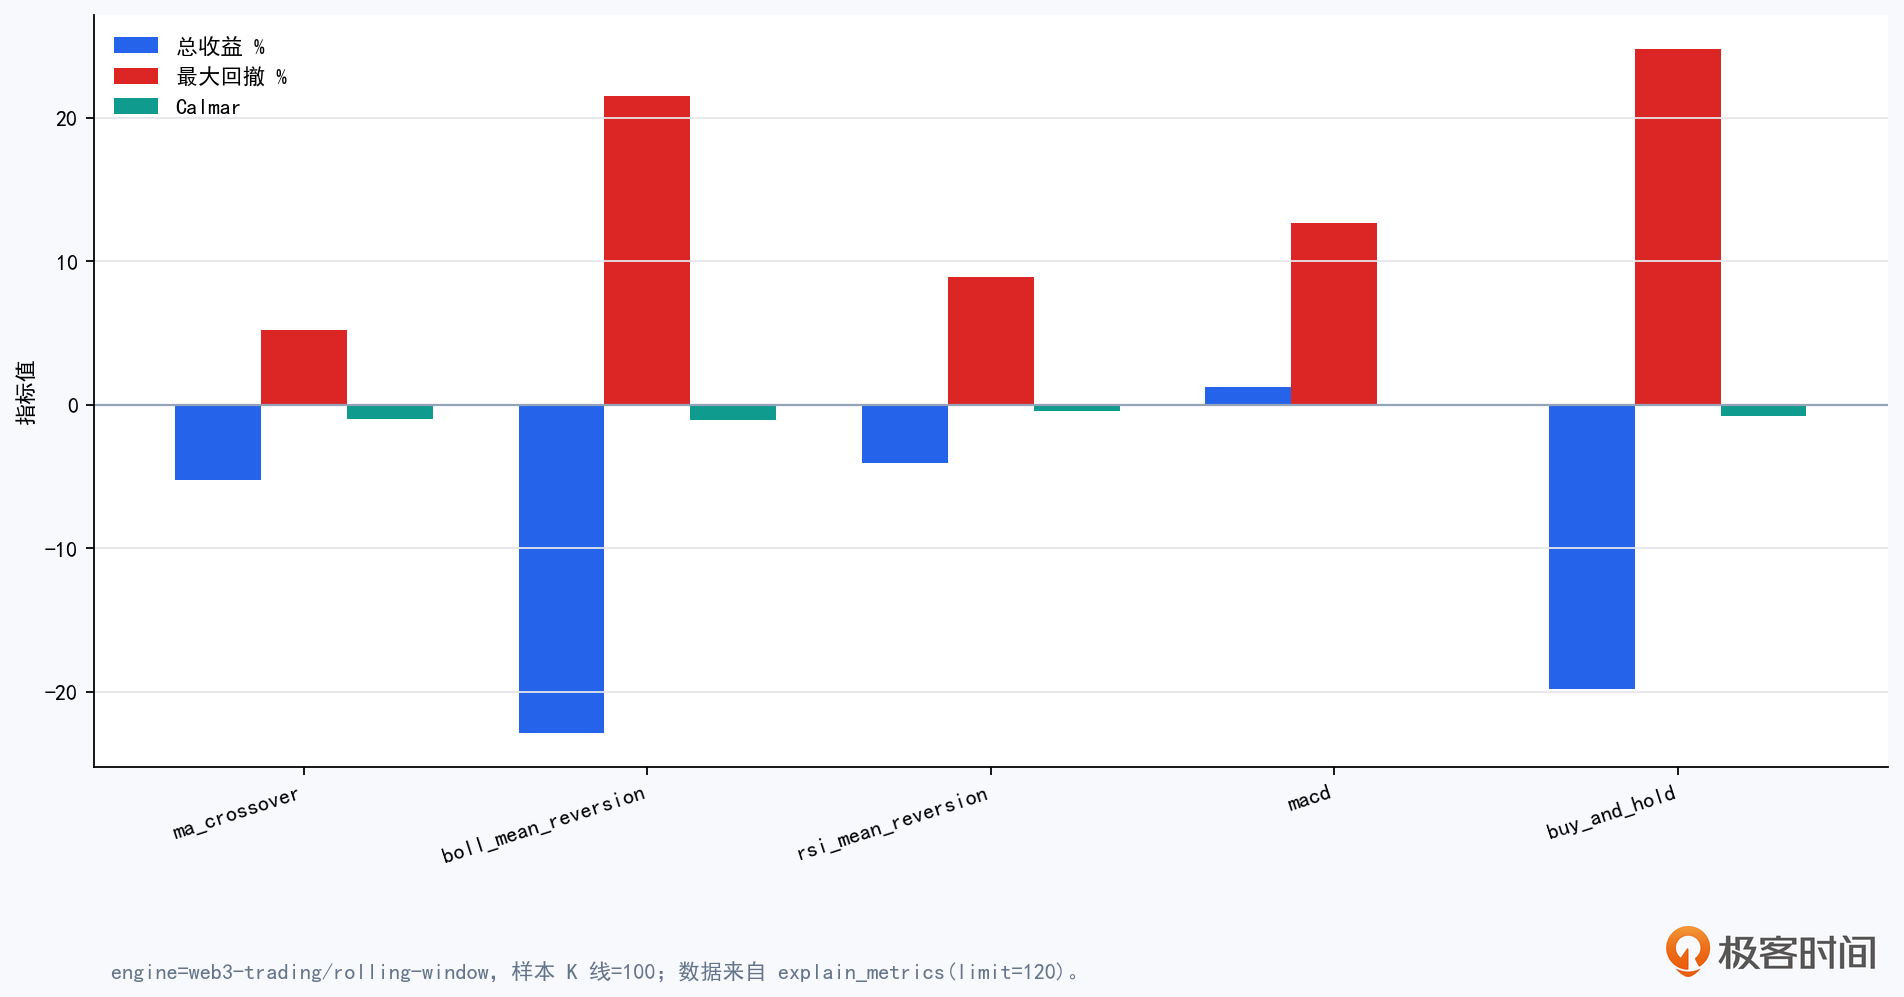 总收益 %
最大回撤 %
Calmar
20
10
0
-10
-20
指标值
ma_crossover
boll_mean_reversion
rsi_mean_reversion
macd
buy_and_hold
engine=web3-trading/rolling-window，样本 K 线=100；数据来自 explain_metrics(limit=120)。
极客时间